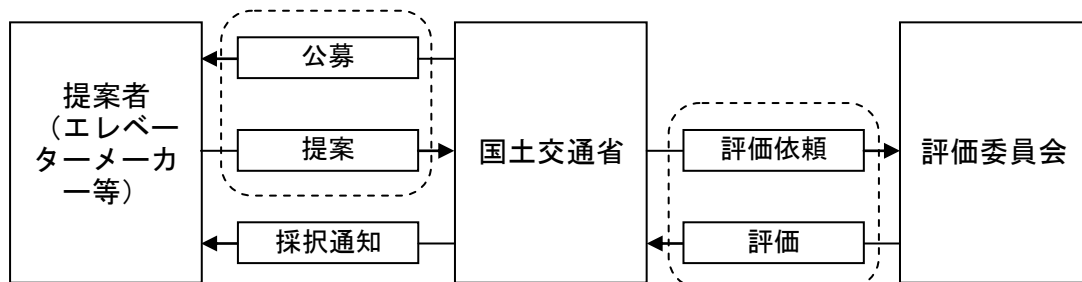 提案者
（エレベー
ターメーカ
ー等）
公募
提案
採択通知
国土交通省
評価依頼
評価
評価委員会